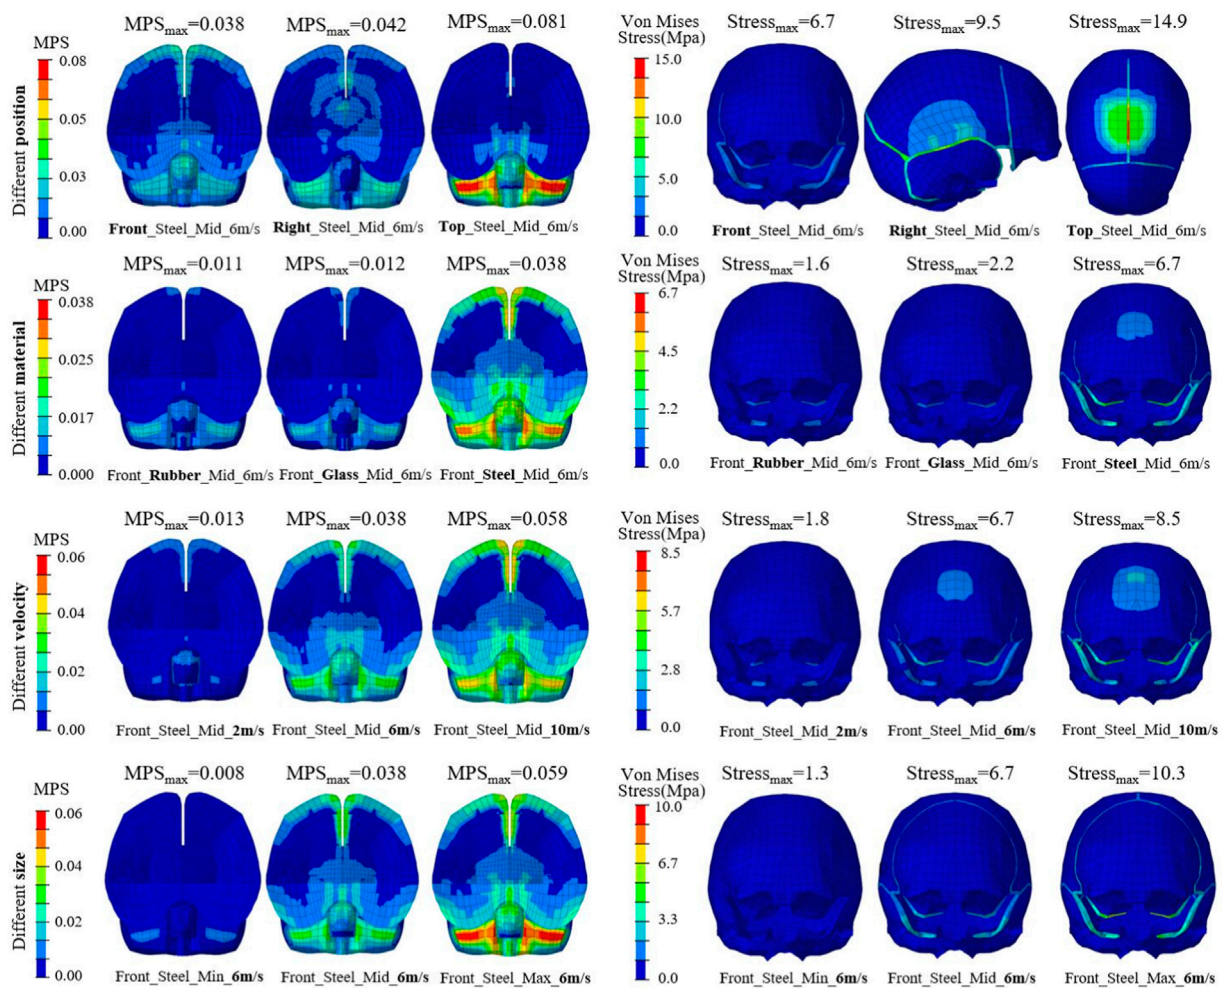 MPSmax=0.038 MPSmax=0.042 MPSmax=0.081 Von Mises Stress(Mpa) Stressmax=6.7 Stressmax=9.5 Stressmax=14.9
MPS
Different position
0.08
0.05
0.03
0.00
15.0
10.0
5.0
0.0
Front_Steel_Mid_6m/s Right_Steel_Mid_6m/s Top_Steel_Mid_6m/s Front_Steel_Mid_6m/s Right_Steel_Mid_6m/s Top_Steel_Mid_6m/s
MPSmax=0.011 MPSmax=0.012 MPSmax=0.038 Von Mises Stress(Mpa) Stressmax=1.6 Stressmax=2.2 Stressmax=6.7
MPS
Different material
0.038
0.025
0.017
0.000
6.7
4.5
2.2
0.0
Front_Rubber_Mid_6m/s Front_Glass_Mid_6m/s Front_Steel_Mid_6m/s Front_Rubber_Mid_6m/s Front_Glass_Mid_6m/s Front_Steel_Mid_6m/s
MPSmax=0.013 MPSmax=0.038 MPSmax=0.058 Von Mises Stress(Mpa) Stressmax=1.8 Stressmax=6.7 Stressmax=8.5
MPS
Different velocity
0.06
0.04
0.02
0.00
8.5
5.7
2.8
0.0
Front_Steel_Mid_2m/s Front_Steel_Mid_6m/s Front_Steel_Mid_10m/s Front_Steel_Mid_2m/s Front_Steel_Mid_6m/s Front_Steel_Mid_10m/s
MPSmax=0.008 MPSmax=0.038 MPSmax=0.059 Von Mises Stress(Mpa) Stressmax=1.3 Stressmax=6.7 Stressmax=10.3
MPS
Different size
0.06
0.04
0.02
0.00
10.0
6.7
3.3
0.0
Front_Steel_Min_6m/s Front_Steel_Mid_6m/s Front_Steel_Max_6m/s Front_Steel_Min_6m/s Front_Steel_Mid_6m/s Front_Steel_Max_6m/s